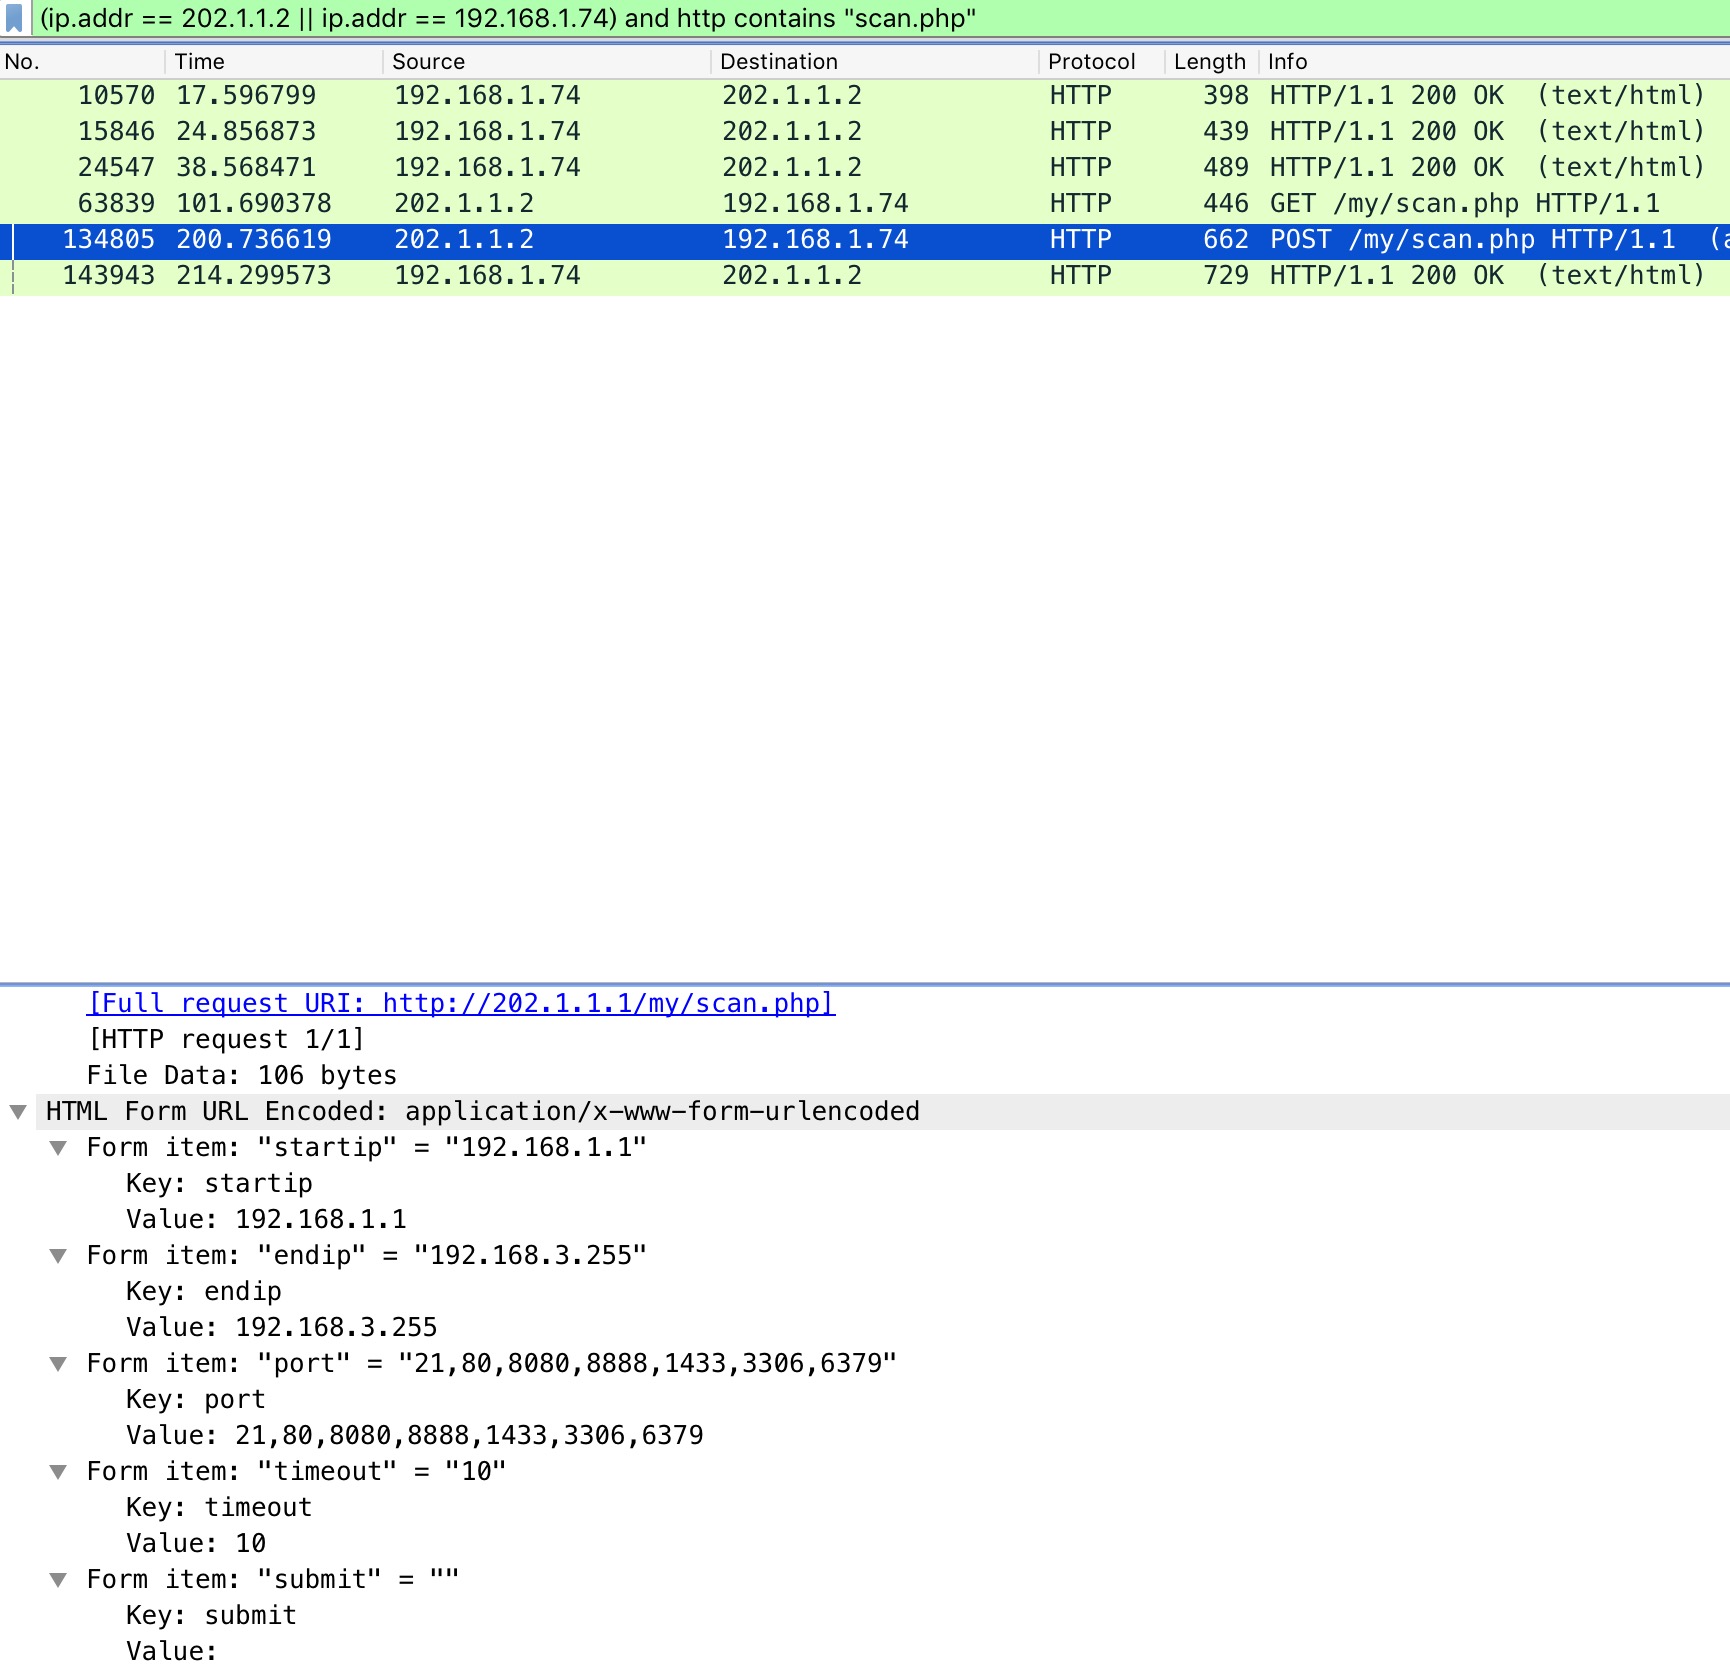 (ip.addr == 202.1.1.2 || ip.addr == 192.168.1.74) and http contains "scan.php"
No. Time Source Destination Protocol Length Info
10570 17.596799 192.168.1.74 202.1.1.2 HTTP 398 HTTP/1.1 200 OK (text/html)
15846 24.856873 192.168.1.74 202.1.1.2 HTTP 439 HTTP/1.1 200 OK (text/html)
24547 38.568471 192.168.1.74 202.1.1.2 HTTP 489 HTTP/1.1 200 OK (text/html)
63839 101.690378 202.1.1.2 192.168.1.74 HTTP 446 GET /my/scan.php HTTP/1.1
134805 200.736619 202.1.1.2 192.168.1.74 HTTP 662 POST /my/scan.php HTTP/1.1 (a
143943 214.299573 192.168.1.74 202.1.1.2 HTTP 729 HTTP/1.1 200 OK (text/html)
[Full request URI: http://202.1.1.1/my/scan.php]
[HTTP request 1/1]
File Data: 106 bytes
HTML Form URL Encoded: application/x-www-form-urlencoded
Form item: "startip" = "192.168.1.1"
Key: startip
Value: 192.168.1.1
Form item: "endip" = "192.168.3.255"
Key: endip
Value: 192.168.3.255
Form item: "port" = "21,80,8080,8888,1433,3306,6379"
Key: port
Value: 21,80,8080,8888,1433,3306,6379
Form item: "timeout" = "10"
Key: timeout
Value: 10
Form item: "submit" = ""
Key: submit
Value: